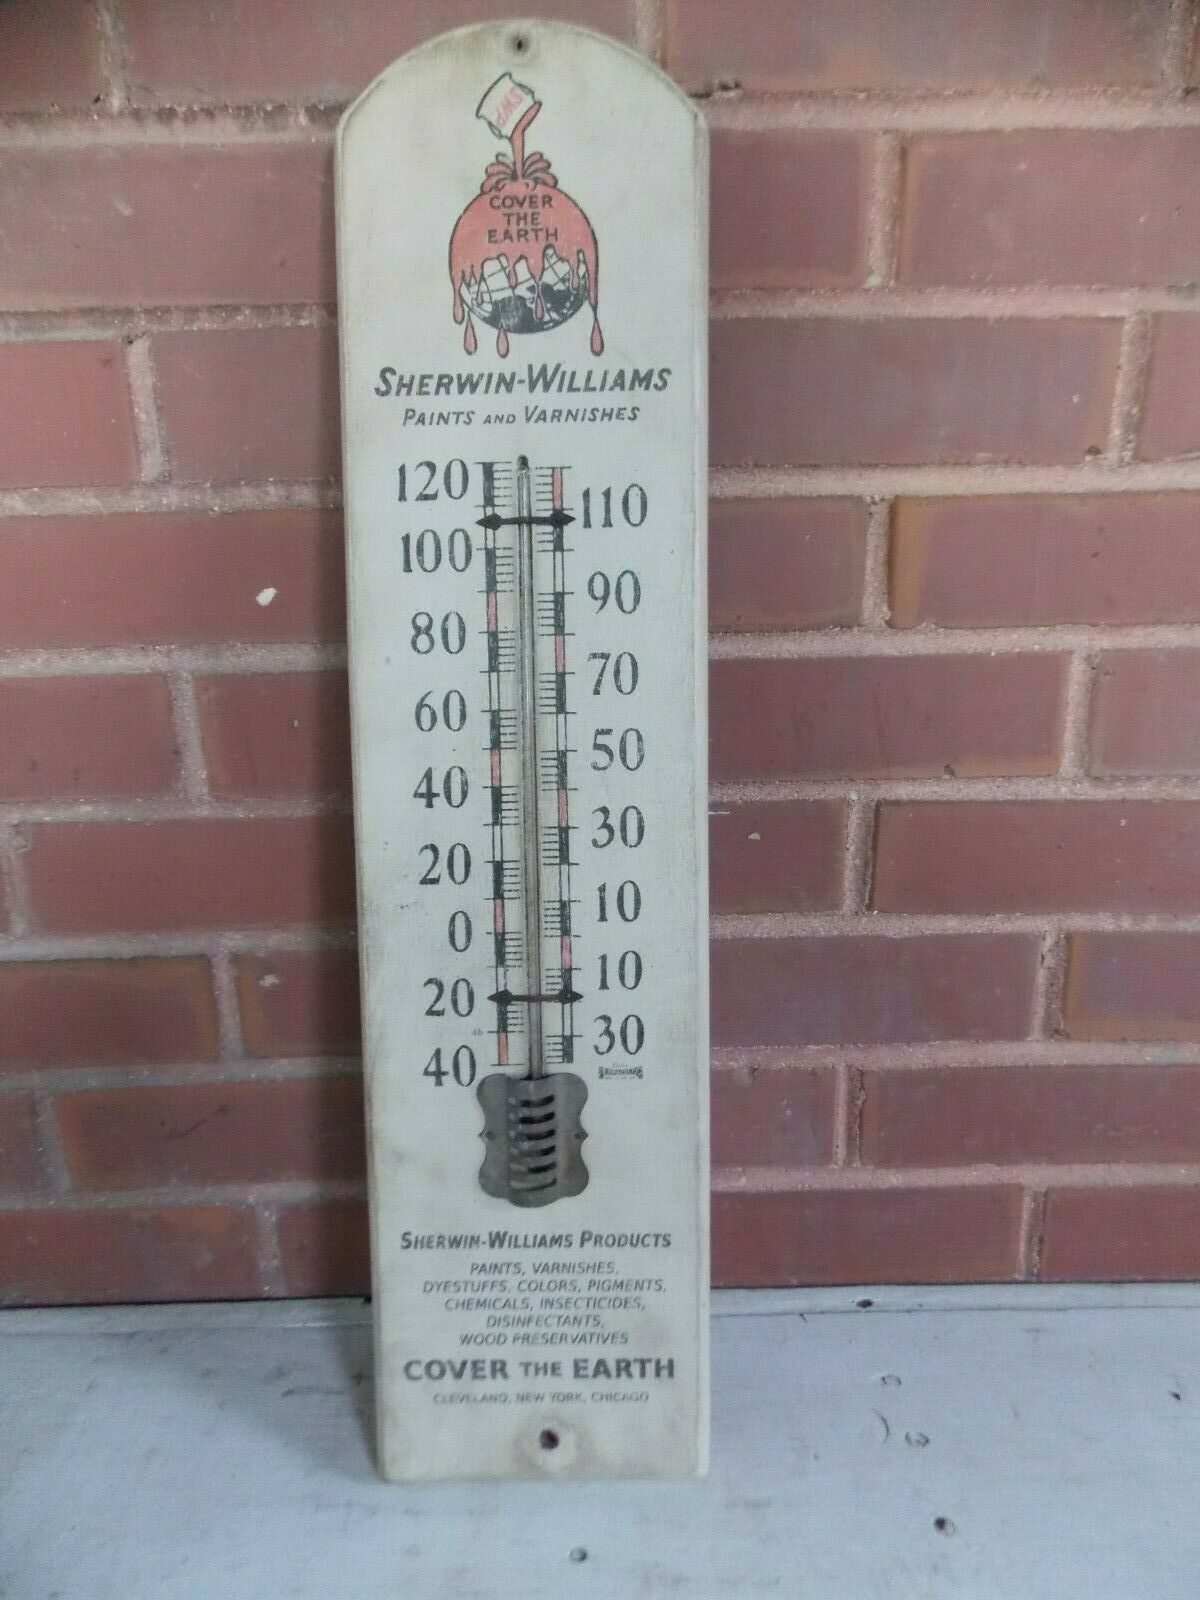 SWP
COVER
THE
EARTH
SHERWIN-WILLIAMS
PAINTS AND VARNISHES
120
110
100
90
80
70
60
50
40
30
20
10
0
10
20
30
40
SHERWIN-WILLIAMS PRODUCTS
PAINTS, VARNISHES,
DYESTUFFS, COLORS, PIGMENTS,
CHEMICALS, INSECTICIDES,
DISINFECTANTS,
WOOD PRESERVATIVES
COVER THE EARTH
CLEVELAND, NEW YORK, CHICAGO